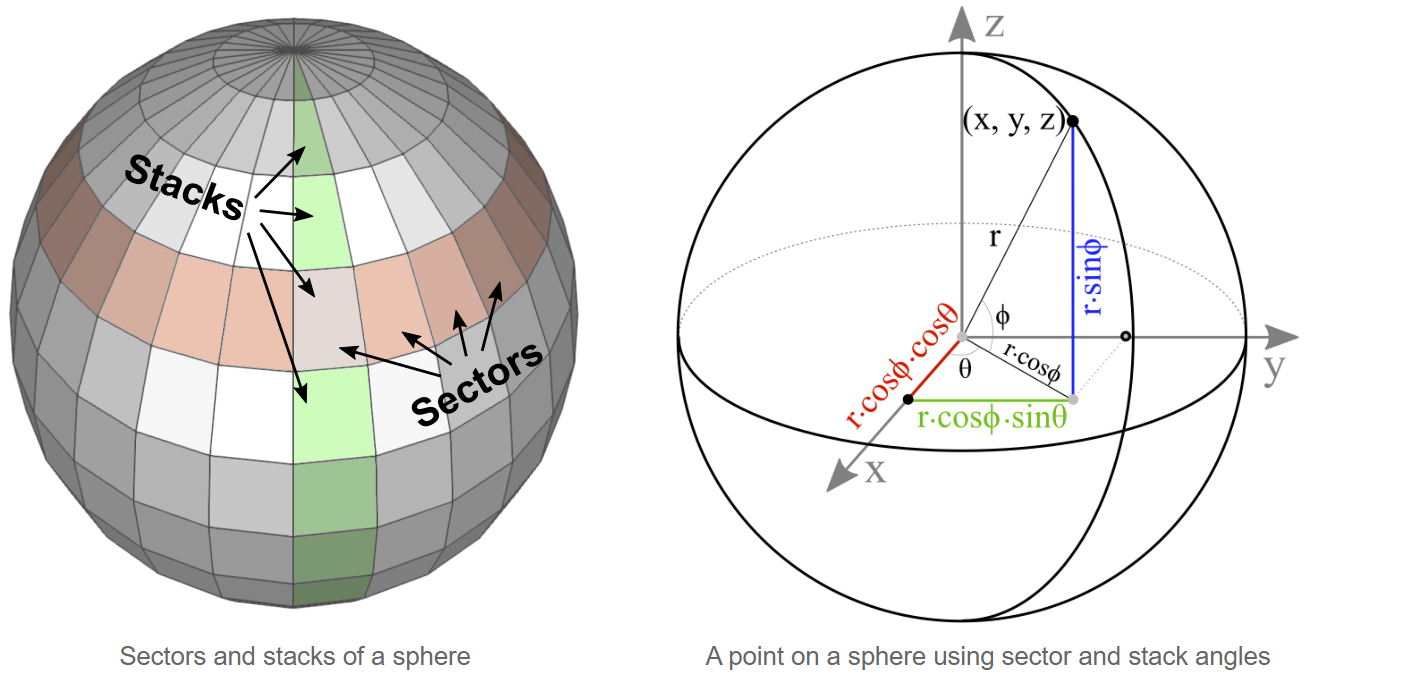 Stacks
Sectors
Sectors and stacks of a sphere
z
(x, y, z)
r
r·sinϕ
ϕ
r·cosϕ·cosθ
r·cosϕ
θ
y
r·cosϕ·sinθ
x
A point on a sphere using sector and stack angles